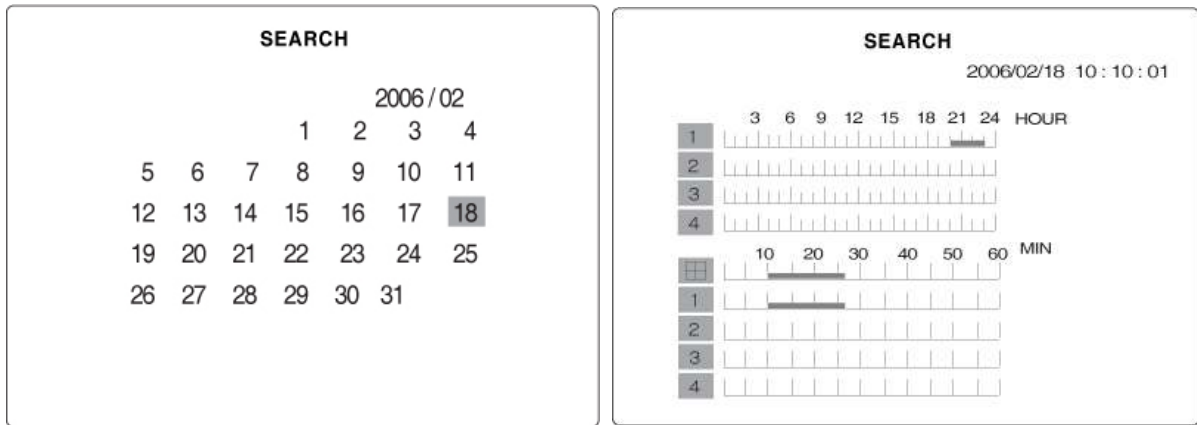 SEARCH
2006 / 02
1 2 3 4
5 6 7 8 9 10 11
12 13 14 15 16 17 18
19 20 21 22 23 24 25
26 27 28 29 30 31
SEARCH
2006/02/18 10 : 10 : 01
3 6 9 12 15 18 21 24 HOUR
1
2
3
4
10 20 30 40 50 60 MIN
1
2
3
4